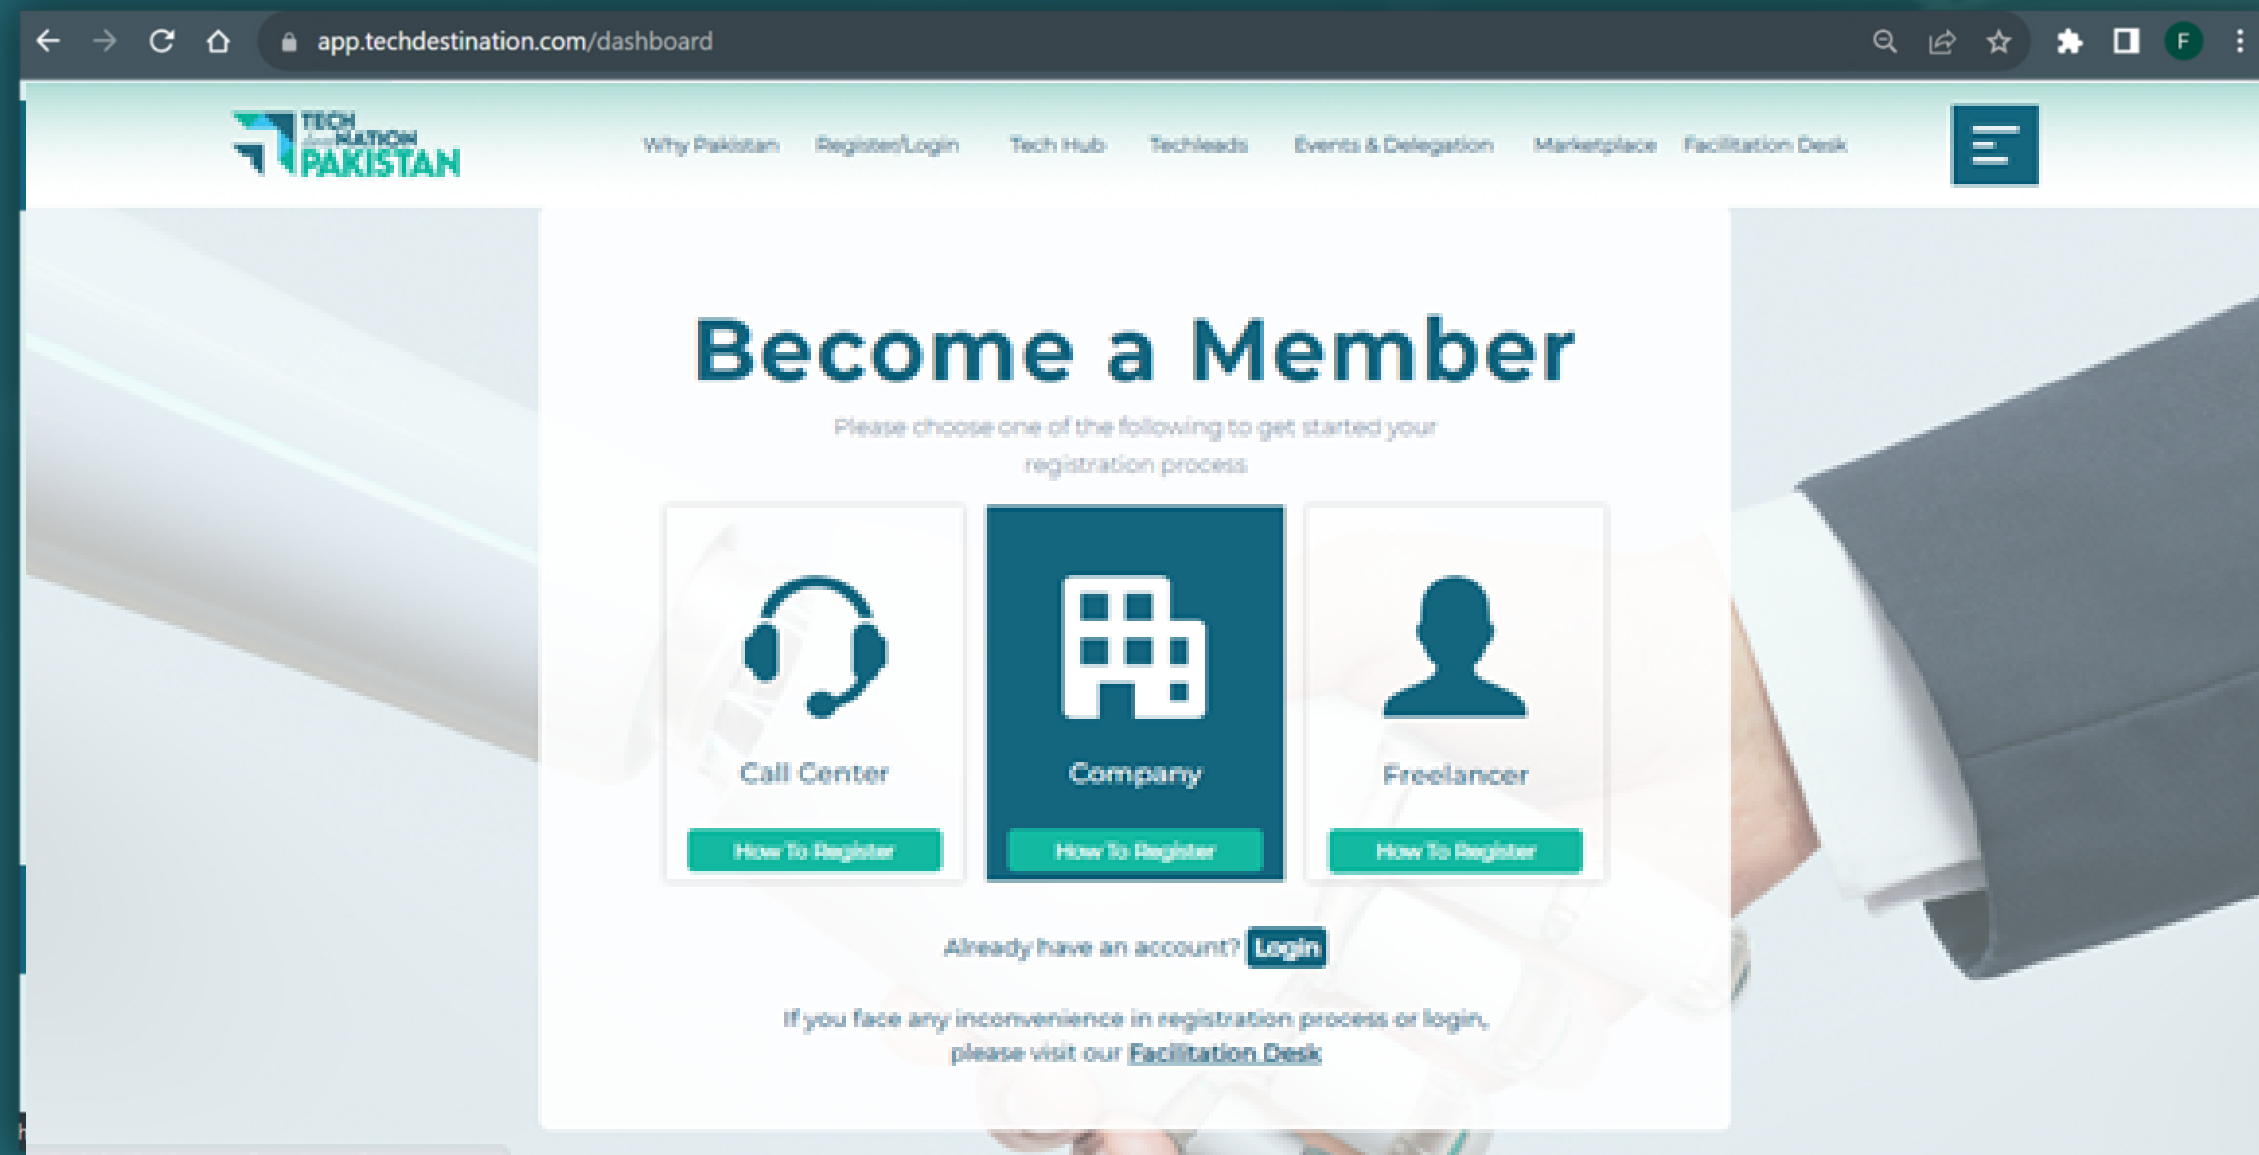 app.techdestination.com/dashboard
F
TECH
destiNATION
PAKISTAN
Why Pakistan Register/Login Tech Hub Techleads Events & Delegation Marketplace Facilitation Desk
Become a Member
Please choose one of the following to get started your
registration process
Call Center Company Freelancer
How To Register How To Register How To Register
Already have an account? Login
If you face any inconvenience in registration process or login,
please visit our Facilitation Desk